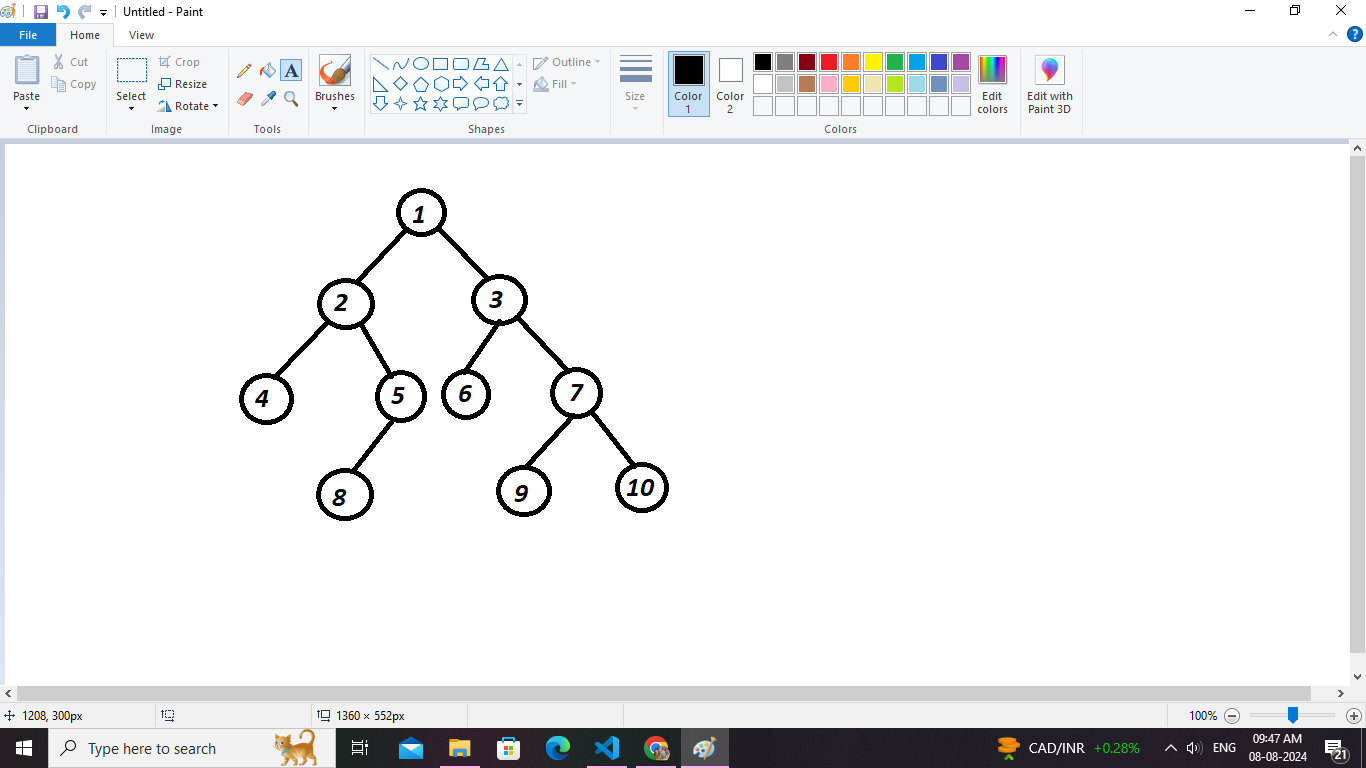 Untitled - Paint
File Home View
Paste
Cut
Copy
Clipboard
Select
Crop
Resize
Rotate
Image
A
Tools
Brushes
Outline
Fill
Shapes
Size
Color 1
Color 2
Edit colors
Colors
Edit with Paint 3D
1
2 3
4 5 6 7
8 9 10
1208, 300px 1360 × 552px 100%
Type here to search CAD/INR +0.28% ENG 09:47 AM
08-08-2024 21